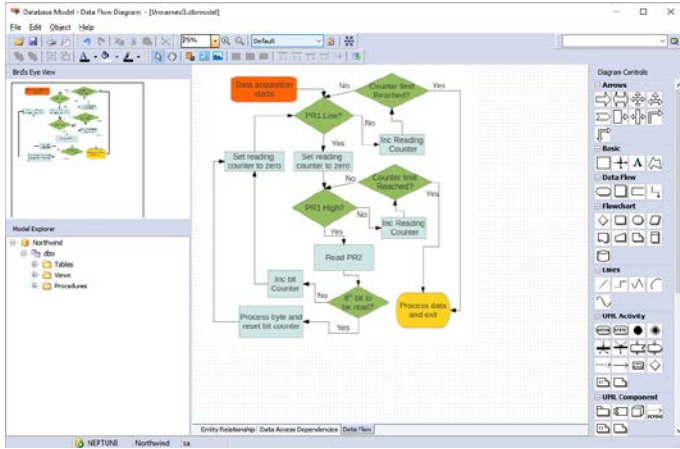 Database Model - Data Flow Diagram - [Unnamed3.dbmodel]
File Edit Object Help
75%
Default
Bird's Eye View
Model Explorer
Northwind
dbo
Tables
Views
Procedures
Data acquisition
starts
No
Counter limit
Reached?
Yes
PR1 Low?
No
Inc Reading
Counter
Yes
Set reading
counter to zero
Set reading
counter to zero
No
Counter limit
Reached?
PR1 High?
No
Inc Reading
Counter
Yes
Read PR2
Inc bit
Counter
No
8th bit to
be read?
Process data
and exit
Process byte and
reset bit counter
Yes
Entity Relationship Data Access Dependencies Data Flow
Diagram Controls
Arrows
Basic
A
Data Flow
Flowchart
Lines
UML Activity
UML Component
NEPTUNE Northwind sa